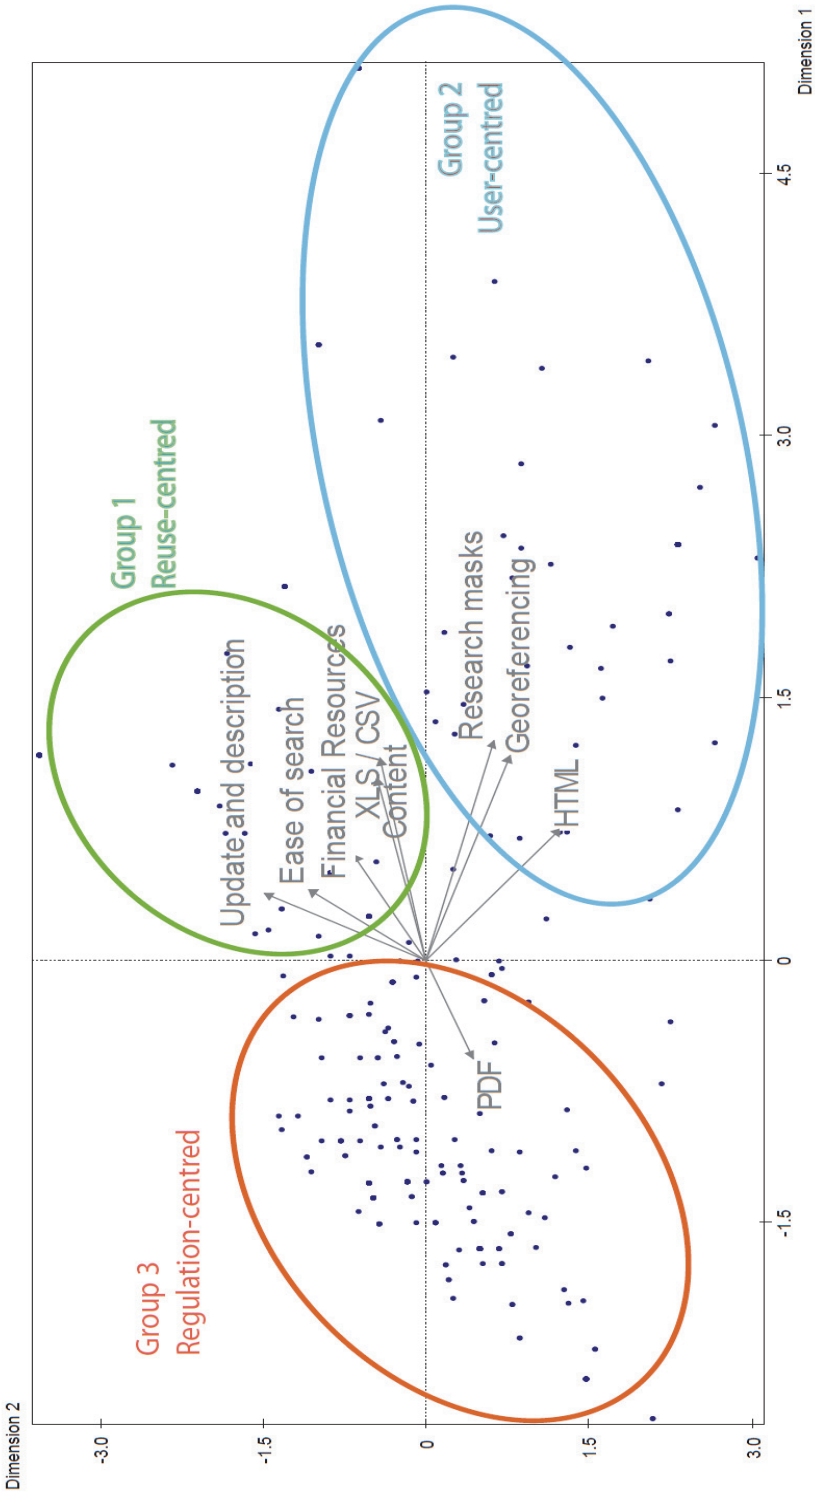 Dimension 2
Dimension 1
Group 1
Reuse-centred
Group 2
User-centred
Group 3
Regulation-centred
Update and description
Ease of search
Financial Resources
XLS / CSV
Content
Research masks
Georeferencing
HTML
PDF
-3.0
-1.5
0
1.5
3.0
-1.5
0
1.5
3.0
4.5